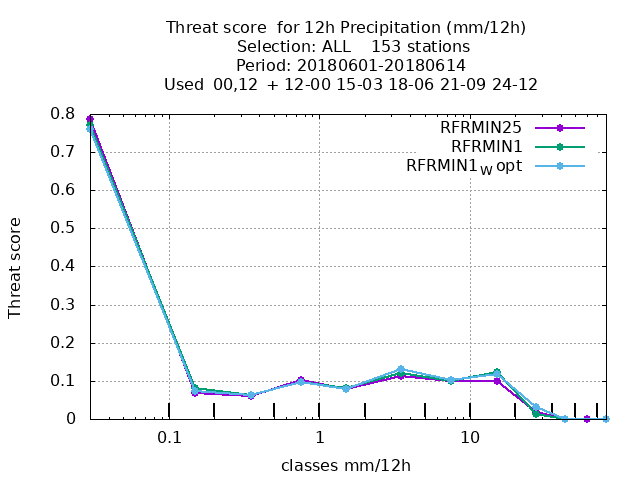 Threat score  for 12h Precipitation (mm/12h)
Selection: ALL    153 stations
Period: 20180601-20180614
Used  00,12  + 12-00 15-03 18-06 21-09 24-12
RFRMIN25
RFRMIN1
RFRMIN1W opt
0.8
0.7
0.6
0.5
0.4
0.3
0.2
0.1
0
Threat score
0.1 1 10
classes mm/12h